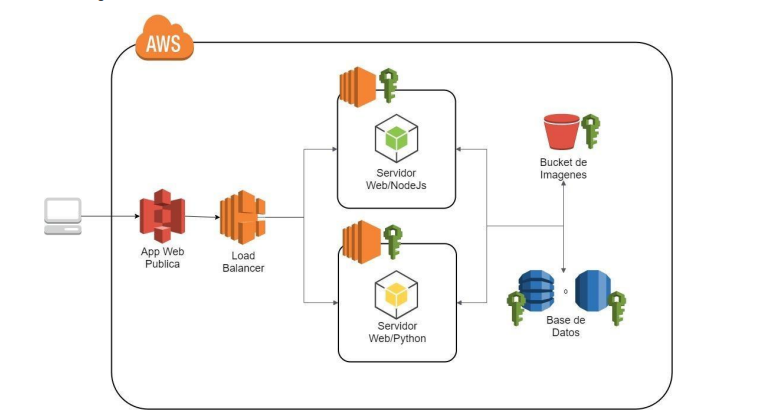 AWS
Servidor
Web/NodeJs
Bucket de
Imagenes
App Web
Publica
Load
Balancer
o
Base de
Datos
Servidor
Web/Python